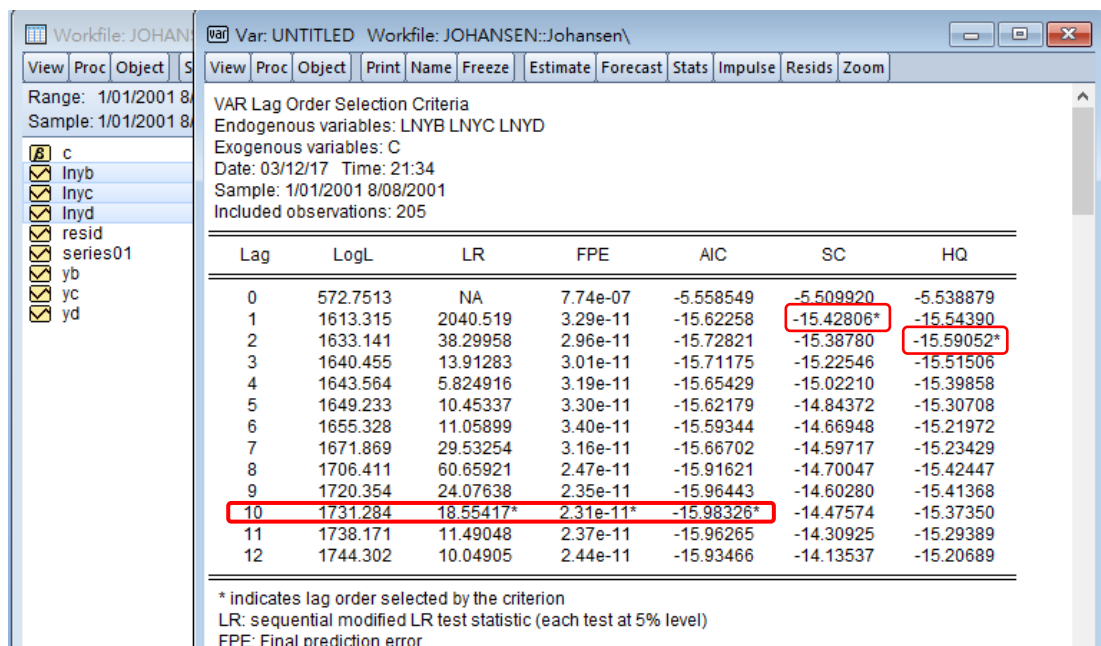 Workfile: JOHAN
View Proc Object S
Range: 1/01/2001 8/
Sample: 1/01/2001 8/
β c
lnyb
lnyc
lnyd
resid
series01
yb
yc
yd
var Var: UNTITLED Workfile: JOHANSEN::Johansen\
View Proc Object Print Name Freeze Estimate Forecast Stats Impulse Resids Zoom
VAR Lag Order Selection Criteria
Endogenous variables: LNYB LNYC LNYD
Exogenous variables: C
Date: 03/12/17 Time: 21:34
Sample: 1/01/2001 8/08/2001
Included observations: 205
Lag LogL LR FPE AIC SC HQ
0 572.7513 NA 7.74e-07 -5.558549 -5.509920 -5.538879
1 1613.315 2040.519 3.29e-11 -15.62258 -15.42806* -15.54390
2 1633.141 38.29958 2.96e-11 -15.72821 -15.38780 -15.59052*
3 1640.455 13.91283 3.01e-11 -15.71175 -15.22546 -15.51506
4 1643.564 5.824916 3.19e-11 -15.65429 -15.02210 -15.39858
5 1649.233 10.45337 3.30e-11 -15.62179 -14.84372 -15.30708
6 1655.328 11.05899 3.40e-11 -15.59344 -14.66948 -15.21972
7 1671.869 29.53254 3.16e-11 -15.66702 -14.59717 -15.23429
8 1706.411 60.65921 2.47e-11 -15.91621 -14.70047 -15.42447
9 1720.354 24.07638 2.35e-11 -15.96443 -14.60280 -15.41368
10 1731.284 18.55417* 2.31e-11* -15.98326* -14.47574 -15.37350
11 1738.171 11.49048 2.37e-11 -15.96265 -14.30925 -15.29389
12 1744.302 10.04905 2.44e-11 -15.93466 -14.13537 -15.20689
* indicates lag order selected by the criterion
LR: sequential modified LR test statistic (each test at 5% level)
FPE: Final prediction error